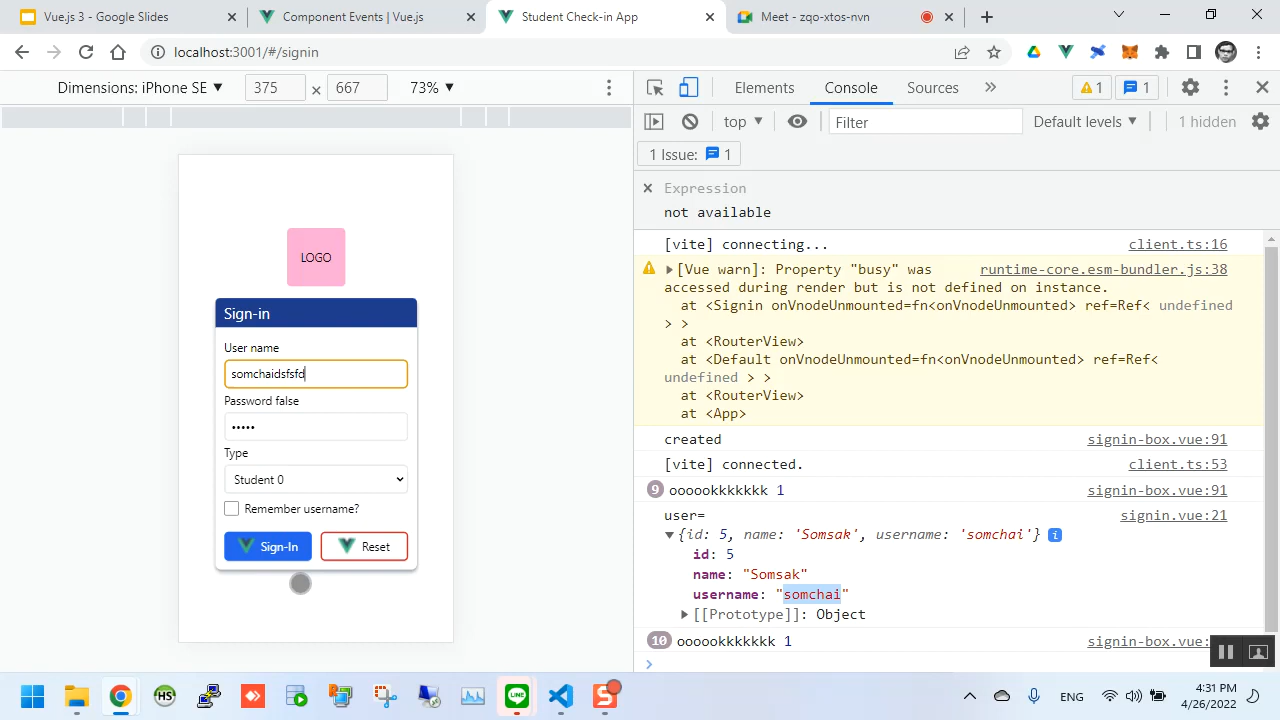 Vue.js 3 - Google Slides
Component Events | Vue.js
Student Check-in App
Meet - zqo-xtos-nvn
localhost:3001/#/signin
Dimensions: iPhone SE
375 × 667
73%
Elements
Console
Sources
1
1
top
Filter
Default levels
1 hidden
1 Issue: 1
Expression
not available
[vite] connecting... client.ts:16
[Vue warn]: Property "busy" was runtime-core.esm-bundler.js:38
accessed during render but is not defined on instance.
at <Signin onVnodeUnmounted=fn<onVnodeUnmounted> ref=Ref< undefined
> >
at <RouterView>
at <Default onVnodeUnmounted=fn<onVnodeUnmounted> ref=Ref<
undefined > >
at <RouterView>
at <App>
created signin-box.vue:91
[vite] connected. client.ts:53
9 oooookkkkkkk 1 signin-box.vue:91
user= signin.vue:21
{id: 5, name: 'Somsak', username: 'somchai'} i
id: 5
name: "Somsak"
username: "somchai"
[[Prototype]]: Object
10 oooookkkkkkk 1 signin-box.vue:
LOGO
Sign-in
User name
somchaidsfsfd
Password false
•••••
Type
Student 0
Remember username?
Sign-In
Reset
HS
LINE
S
ENG
4:31 PM
4/26/2022